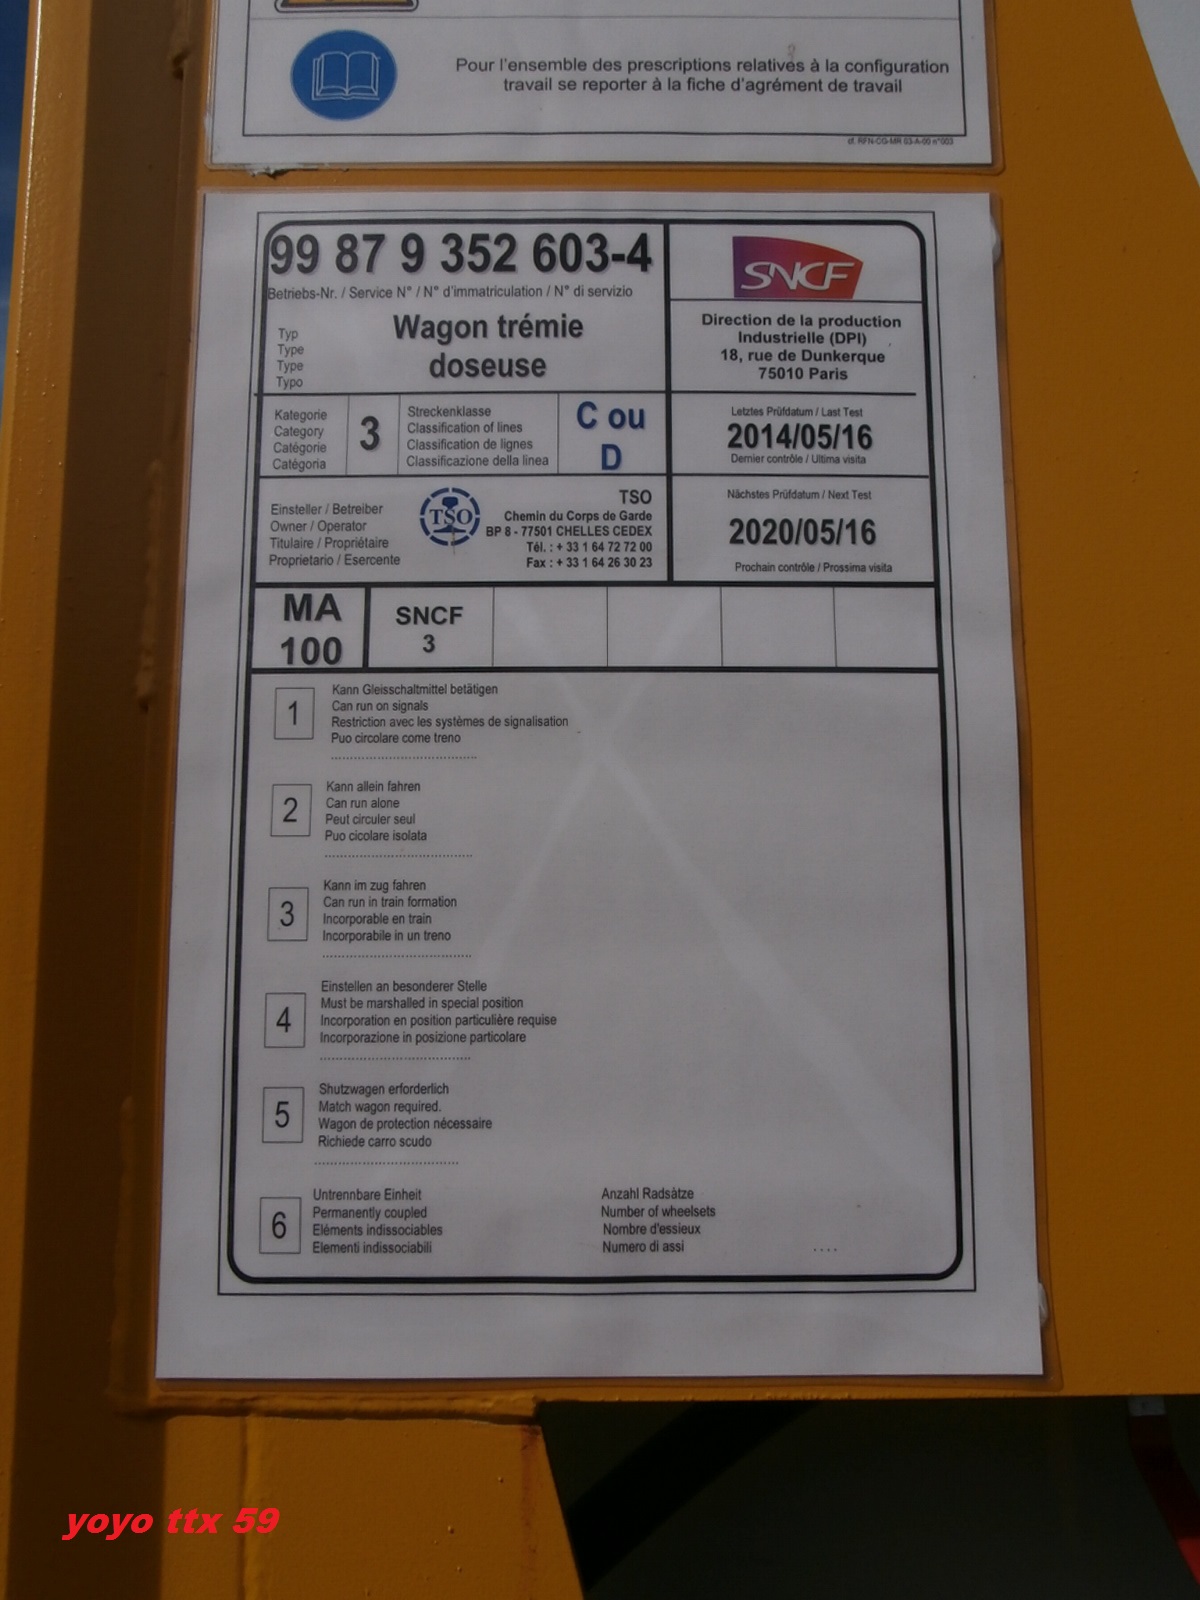 Pour l'ensemble des prescriptions relatives à la configuration
travail se reporter à la fiche d'agrément de travail
cf. RFN-CG-MR 03-A-00 n°003
99 87 9 352 603-4
Betriebs-Nr. / Service N° / N° d'immatriculation / N° di servizio
SNCF
Typ
Type
Type
Typo
Wagon trémie
doseuse
Direction de la production
Industrielle (DPI)
18, rue de Dunkerque
75010 Paris
Kategorie
Category
Catégorie
Catégoria
3
Streckenklasse
Classification of lines
Classification de lignes
Classificazione della linea
C ou
D
Letztes Prüfdatum / Last Test
2014/05/16
Dernier contrôle / Ultima visita
Einsteller / Betreiber
Owner / Operator
Titulaire / Propriétaire
Proprietario / Esercente
TSO
TSO
Chemin du Corps de Garde
BP 8 - 77501 CHELLES CEDEX
Tél. : + 33 1 64 72 72 00
Fax : + 33 1 64 26 30 23
Nächstes Prüfdatum / Next Test
2020/05/16
Prochain contrôle / Prossima visita
MA
100
SNCF
3
1
Kann Gleisschaltmittel betätigen
Can run on signals
Restriction avec les systèmes de signalisation
Puo circolare come treno
2
Kann allein fahren
Can run alone
Peut circuler seul
Puo cicolare isolata
3
Kann im zug fahren
Can run in train formation
Incorporable en train
Incorporabile in un treno
4
Einstellen an besonderer Stelle
Must be marshalled in special position
Incorporation en position particulière requise
Incorporazione in posizione particolare
5
Shutzwagen erforderlich
Match wagon required.
Wagon de protection nécessaire
Richiede carro scudo
6
Untrennbare Einheit
Permanently coupled
Eléments indissociables
Elementi indissociabili
Anzahl Radsàtze
Number of wheelsets
Nombre d'essieux
Numero di assi
....
yoyo ttx 59